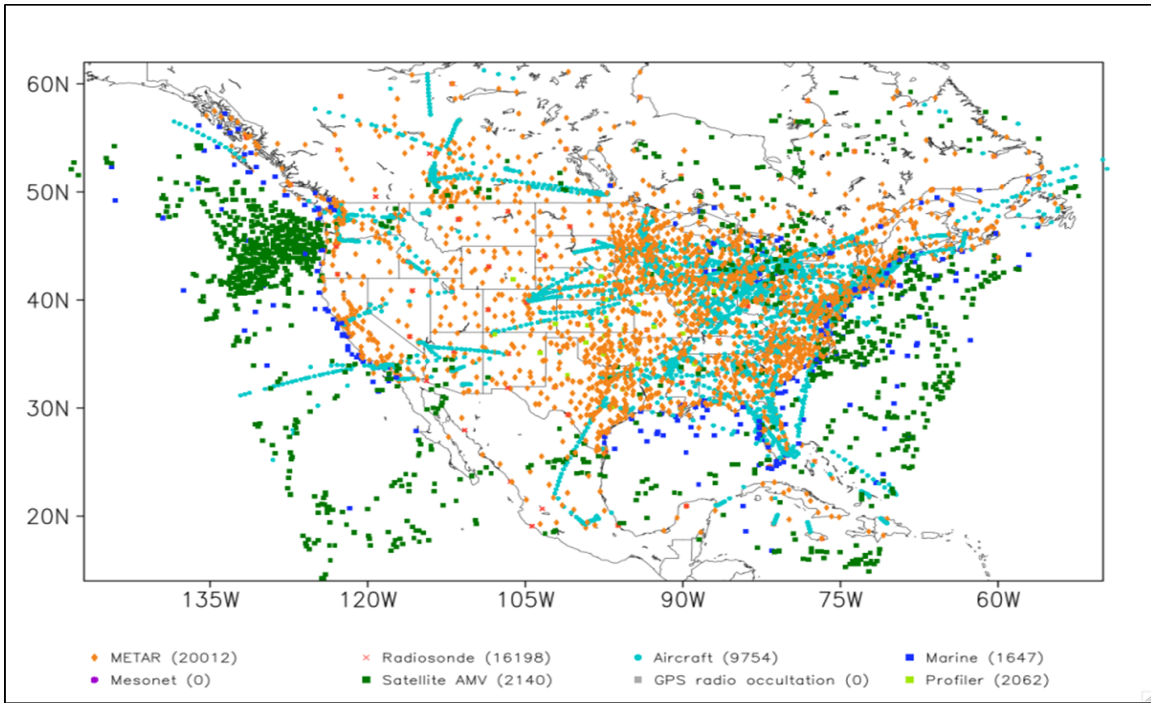 60N
50N
40N
30N
20N
135W 120W 105W 90W 75W 60W
METAR (20012) Radiosonde (16198) Aircraft (9754) Marine (1647)
Mesonet (0) Satellite AMV (2140) GPS radio occultation (0) Profiler (2062)